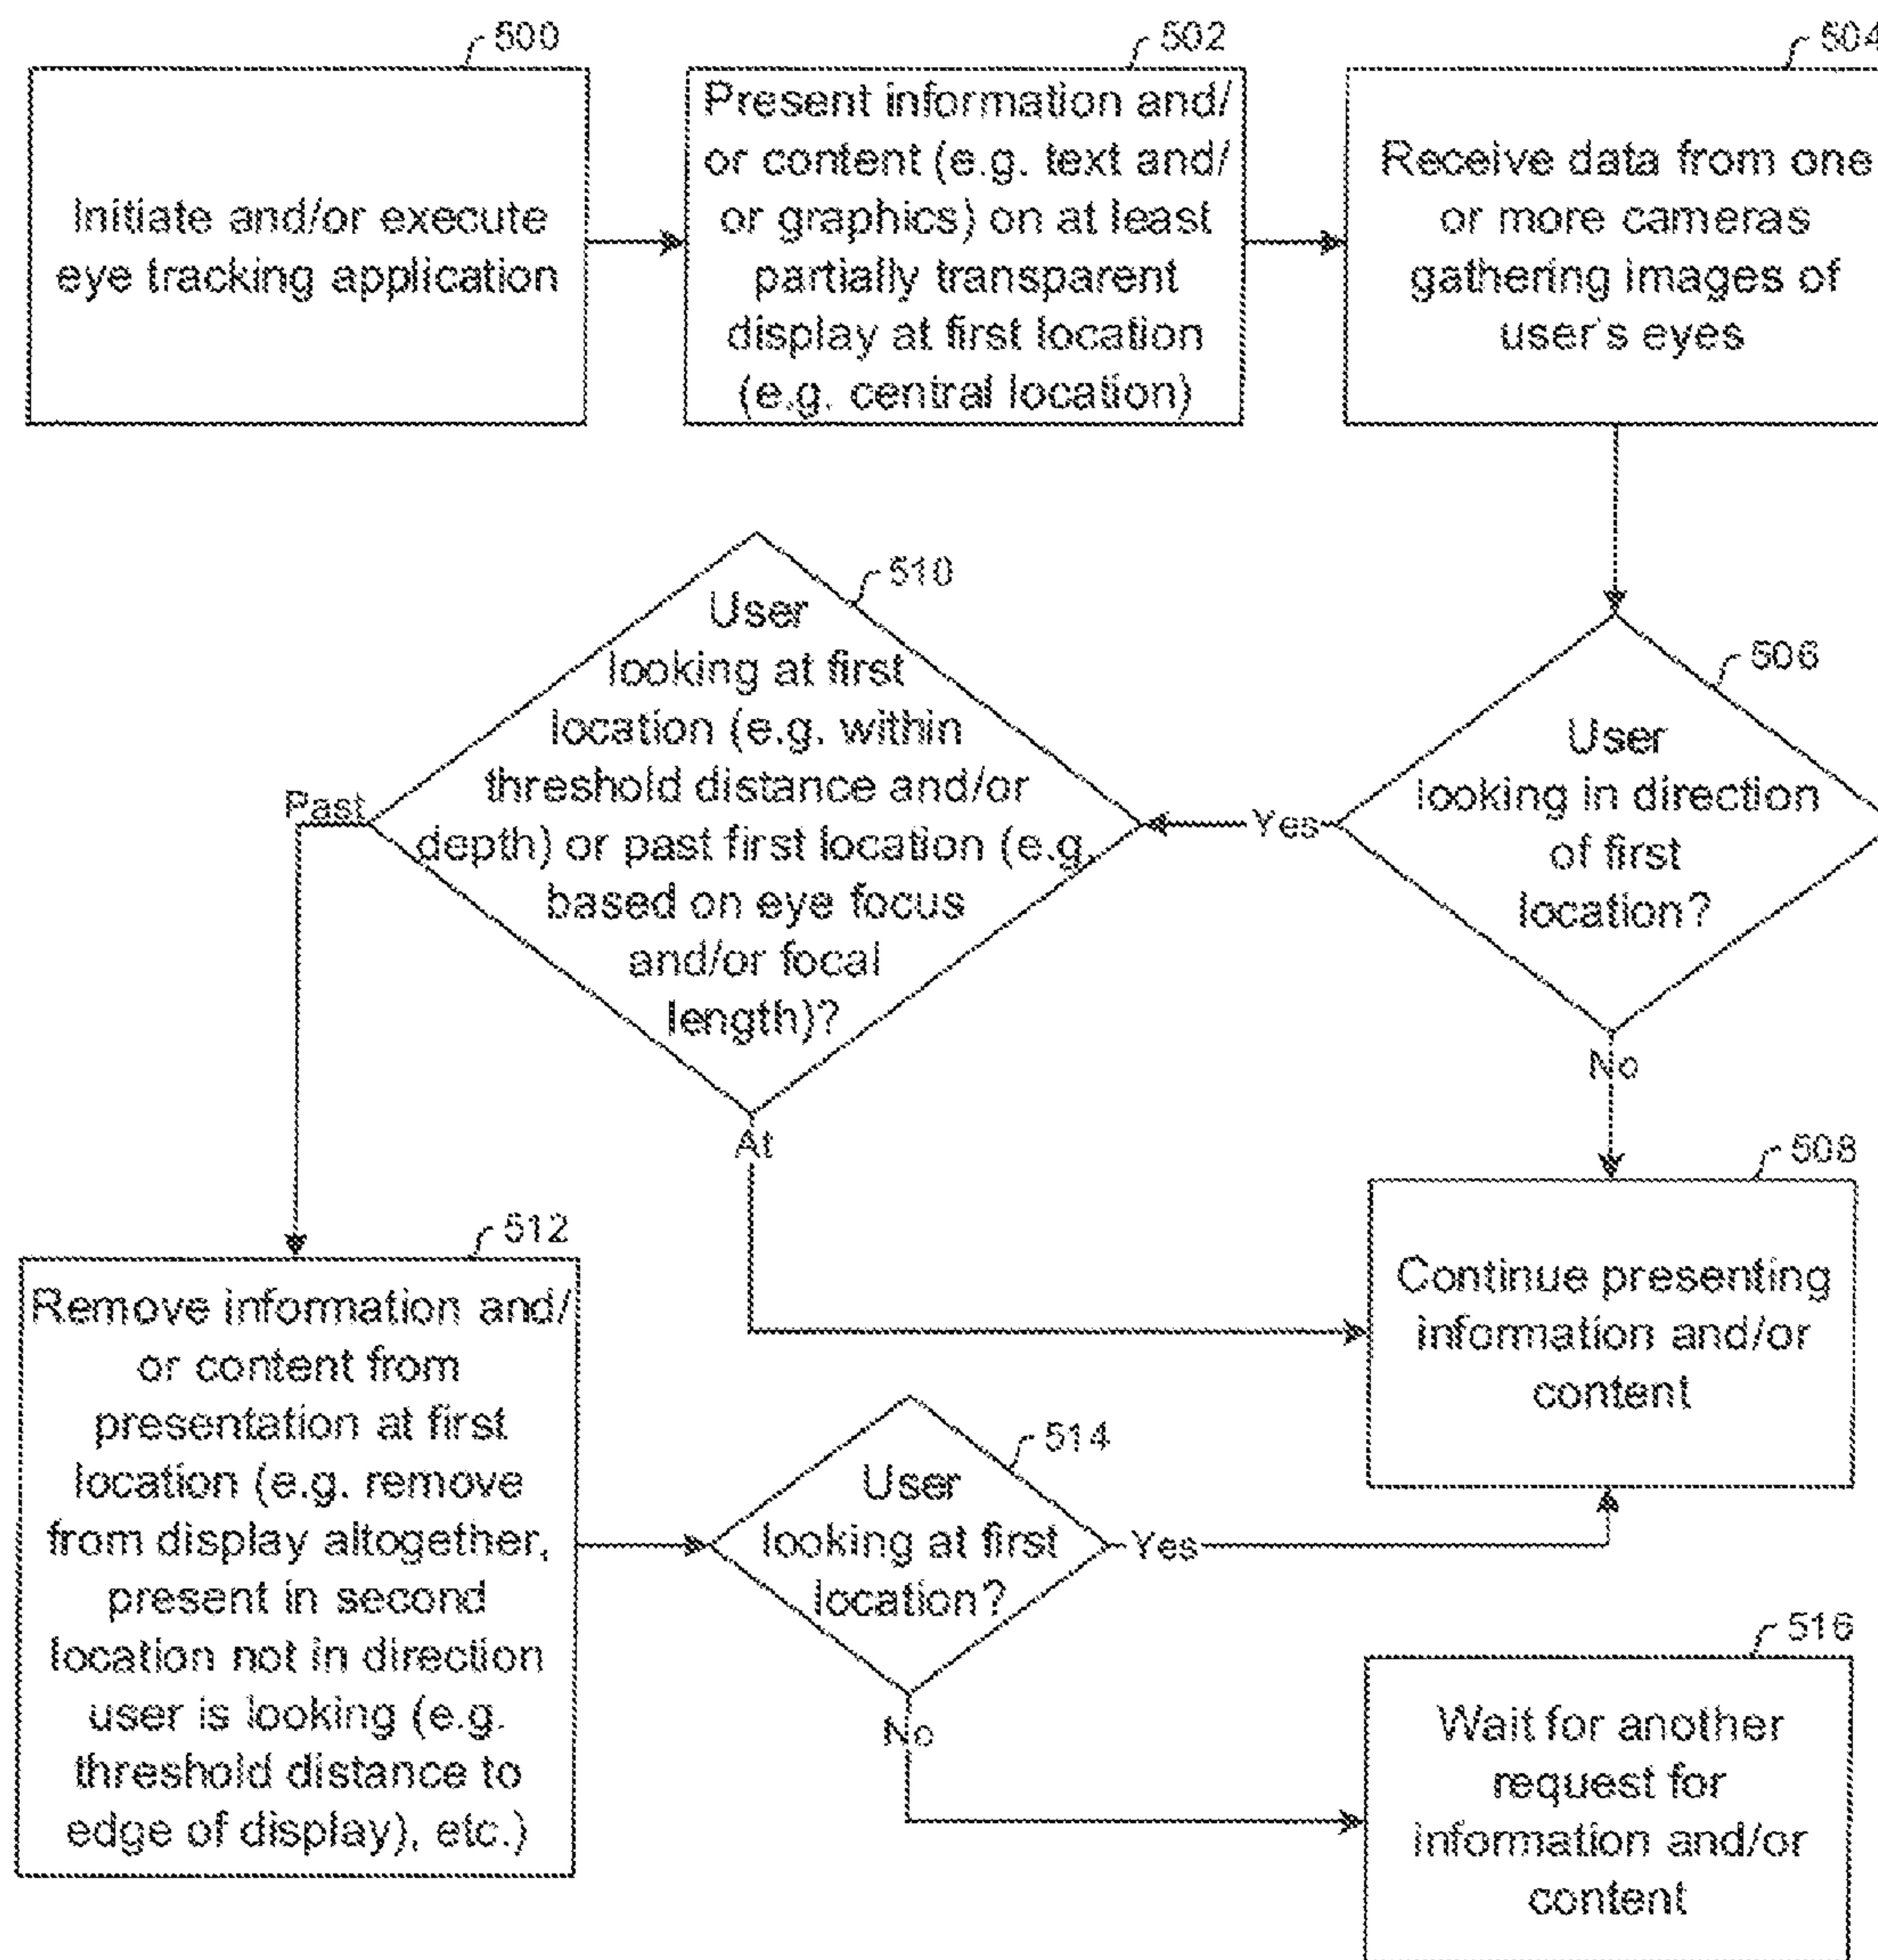 500
Initiate and/or execute
eye tracking application
502
Present information and/
or content (e.g. text and/
or graphics) on at least
partially transparent
display at first location
(e.g. central location)
504
Receive data from one
or more cameras
gathering images of
user's eyes
506
User
looking in direction
of first
location?
Yes
No
510
User
looking at first
location (e.g. within
threshold distance and/or
depth) or past first location (e.g.
based on eye focus
and/or focal
length)?
Past
At
508
Continue presenting
information and/or
content
512
Remove information and/
or content from
presentation at first
location (e.g. remove
from display altogether,
present in second
location not in direction
user is looking (e.g.
threshold distance to
edge of display), etc.)
514
User
looking at first
location?
Yes
No
516
Wait for another
request for
information and/or
content